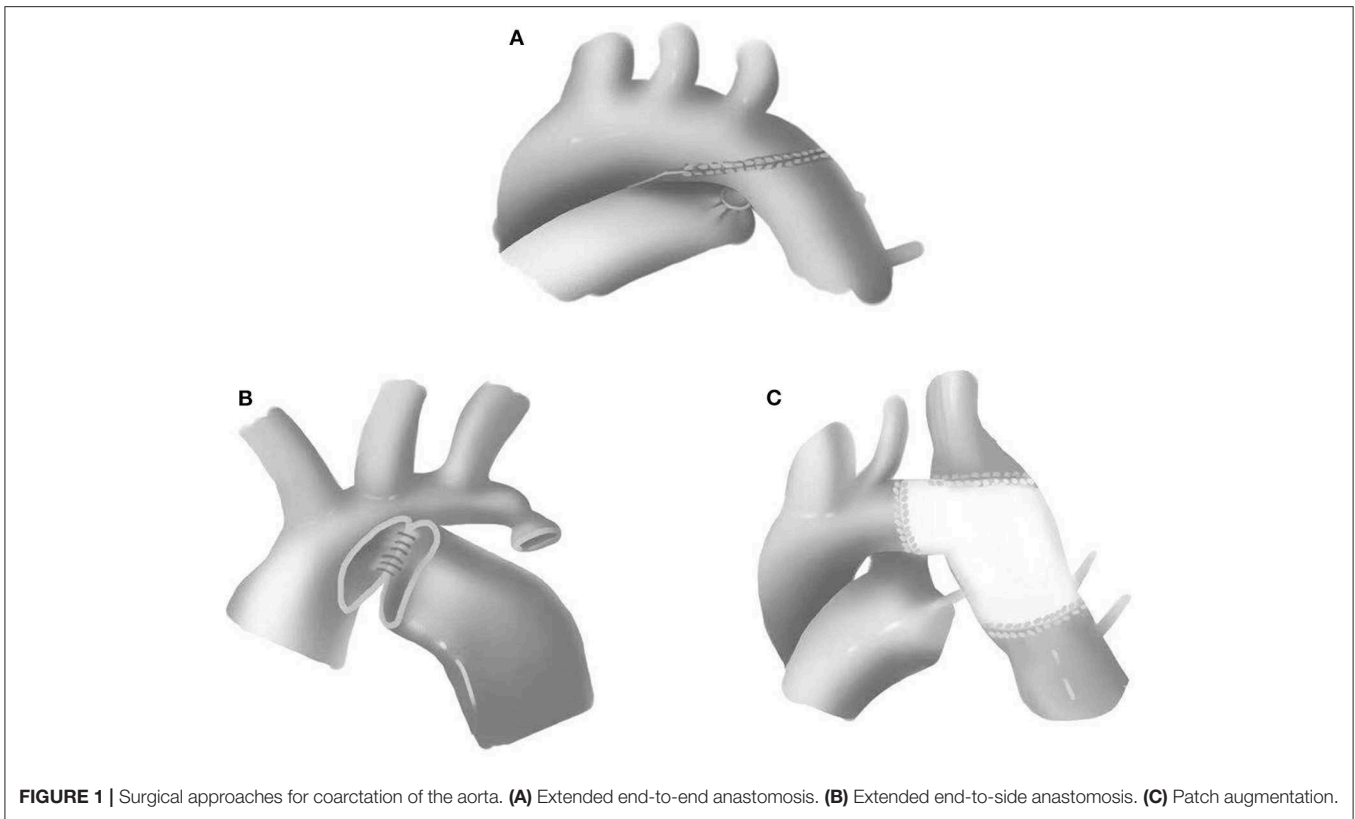 A
B
C
FIGURE 1 | Surgical approaches for coarctation of the aorta. (A) Extended end-to-end anastomosis. (B) Extended end-to-side anastomosis. (C) Patch augmentation.